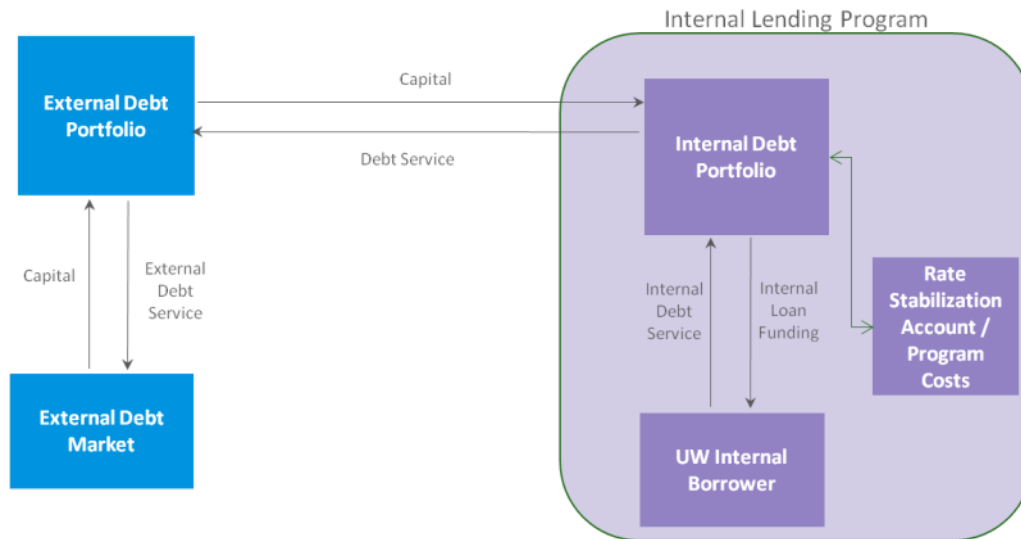 Internal Lending Program
External Debt
Portfolio
Capital
Debt Service
Internal Debt
Portfolio
Capital
External
Debt
Service
Internal
Debt
Service
Internal
Loan
Funding
Rate
Stabilization
Account /
Program
Costs
External Debt
Market
UW Internal
Borrower